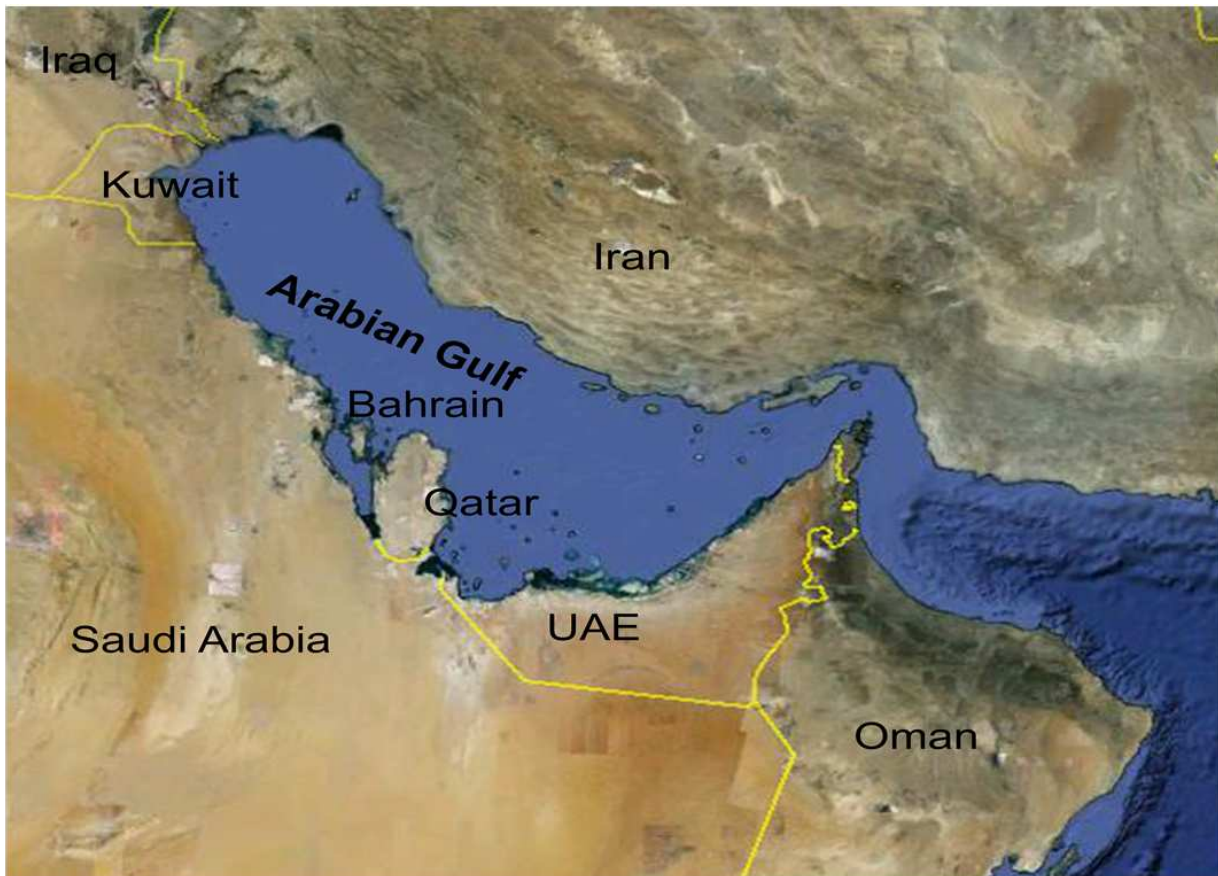 Iraq
Kuwait
Iran
Arabian Gulf
Bahrain
Qatar
UAE
Saudi Arabia
Oman